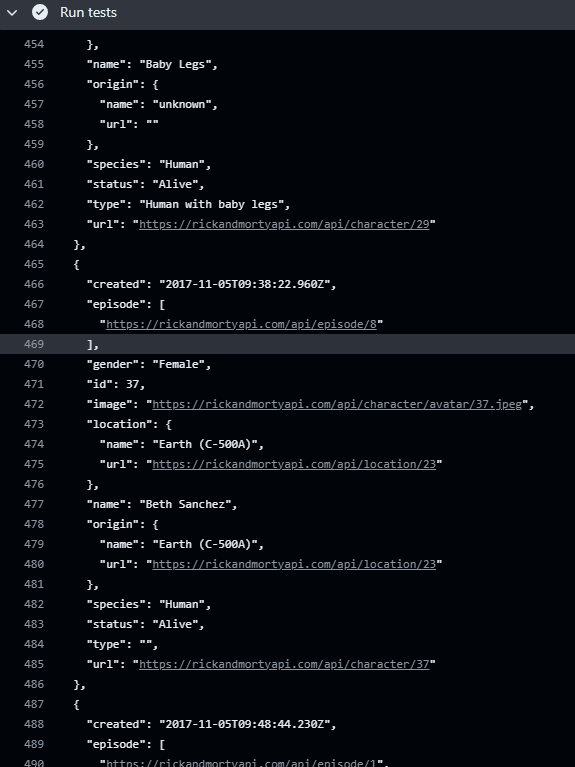 Run tests
454 },
455 "name": "Baby Legs",
456 "origin": {
457 "name": "unknown",
458 "url": ""
459 },
460 "species": "Human",
461 "status": "Alive",
462 "type": "Human with baby legs",
463 "url": "https://rickandmortyapi.com/api/character/29"
464 },
465 {
466 "created": "2017-11-05T09:38:22.960Z",
467 "episode": [
468 "https://rickandmortyapi.com/api/episode/8"
469 ],
470 "gender": "Female",
471 "id": 37,
472 "image": "https://rickandmortyapi.com/api/character/avatar/37.jpeg",
473 "location": {
474 "name": "Earth (C-500A)",
475 "url": "https://rickandmortyapi.com/api/location/23"
476 },
477 "name": "Beth Sanchez",
478 "origin": {
479 "name": "Earth (C-500A)",
480 "url": "https://rickandmortyapi.com/api/location/23"
481 },
482 "species": "Human",
483 "status": "Alive",
484 "type": "",
485 "url": "https://rickandmortyapi.com/api/character/37"
486 },
487 {
488 "created": "2017-11-05T09:48:44.230Z",
489 "episode": [
490 "https://rickandmortyapi.com/api/episode/1",